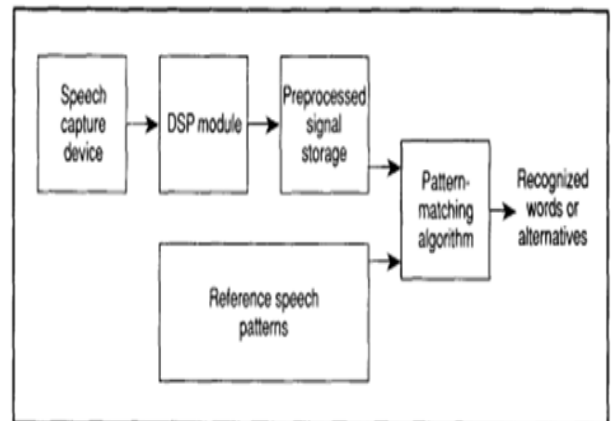 Speech
capture
device
DSP module
Preprocessed
signal
storage
Pattern-
matching
algorithm
Recognized
words or
alternatives
Reference speech
patterns